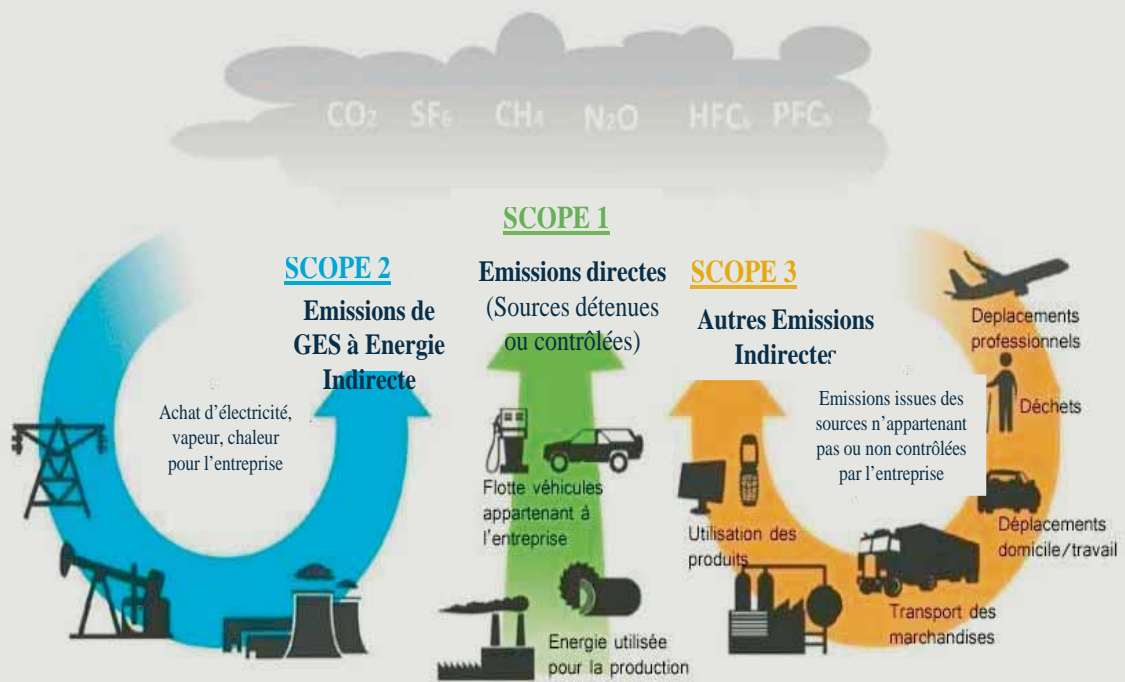 CO2 SF6 CH4 N2O HFCs PFCs
SCOPE 1
Emissions directes
(Sources détenues
ou contrôlées)
SCOPE 2
Emissions de
GES à Energie
Indirecte
Achat d'électricité,
vapeur, chaleur
pour l'entreprise
SCOPE 3
Autres Emissions
Indirectes
Emissions issues des
sources n'appartenant
pas ou non contrôlées
par l'entreprise
Flotte véhicules
appartenant á
l'entreprise
Energie utilisée
pour la production
Deplacements
professionnels
Déchets
Déplacements
domicile/travail
Transport des
marchandises
Utilisation des
produits